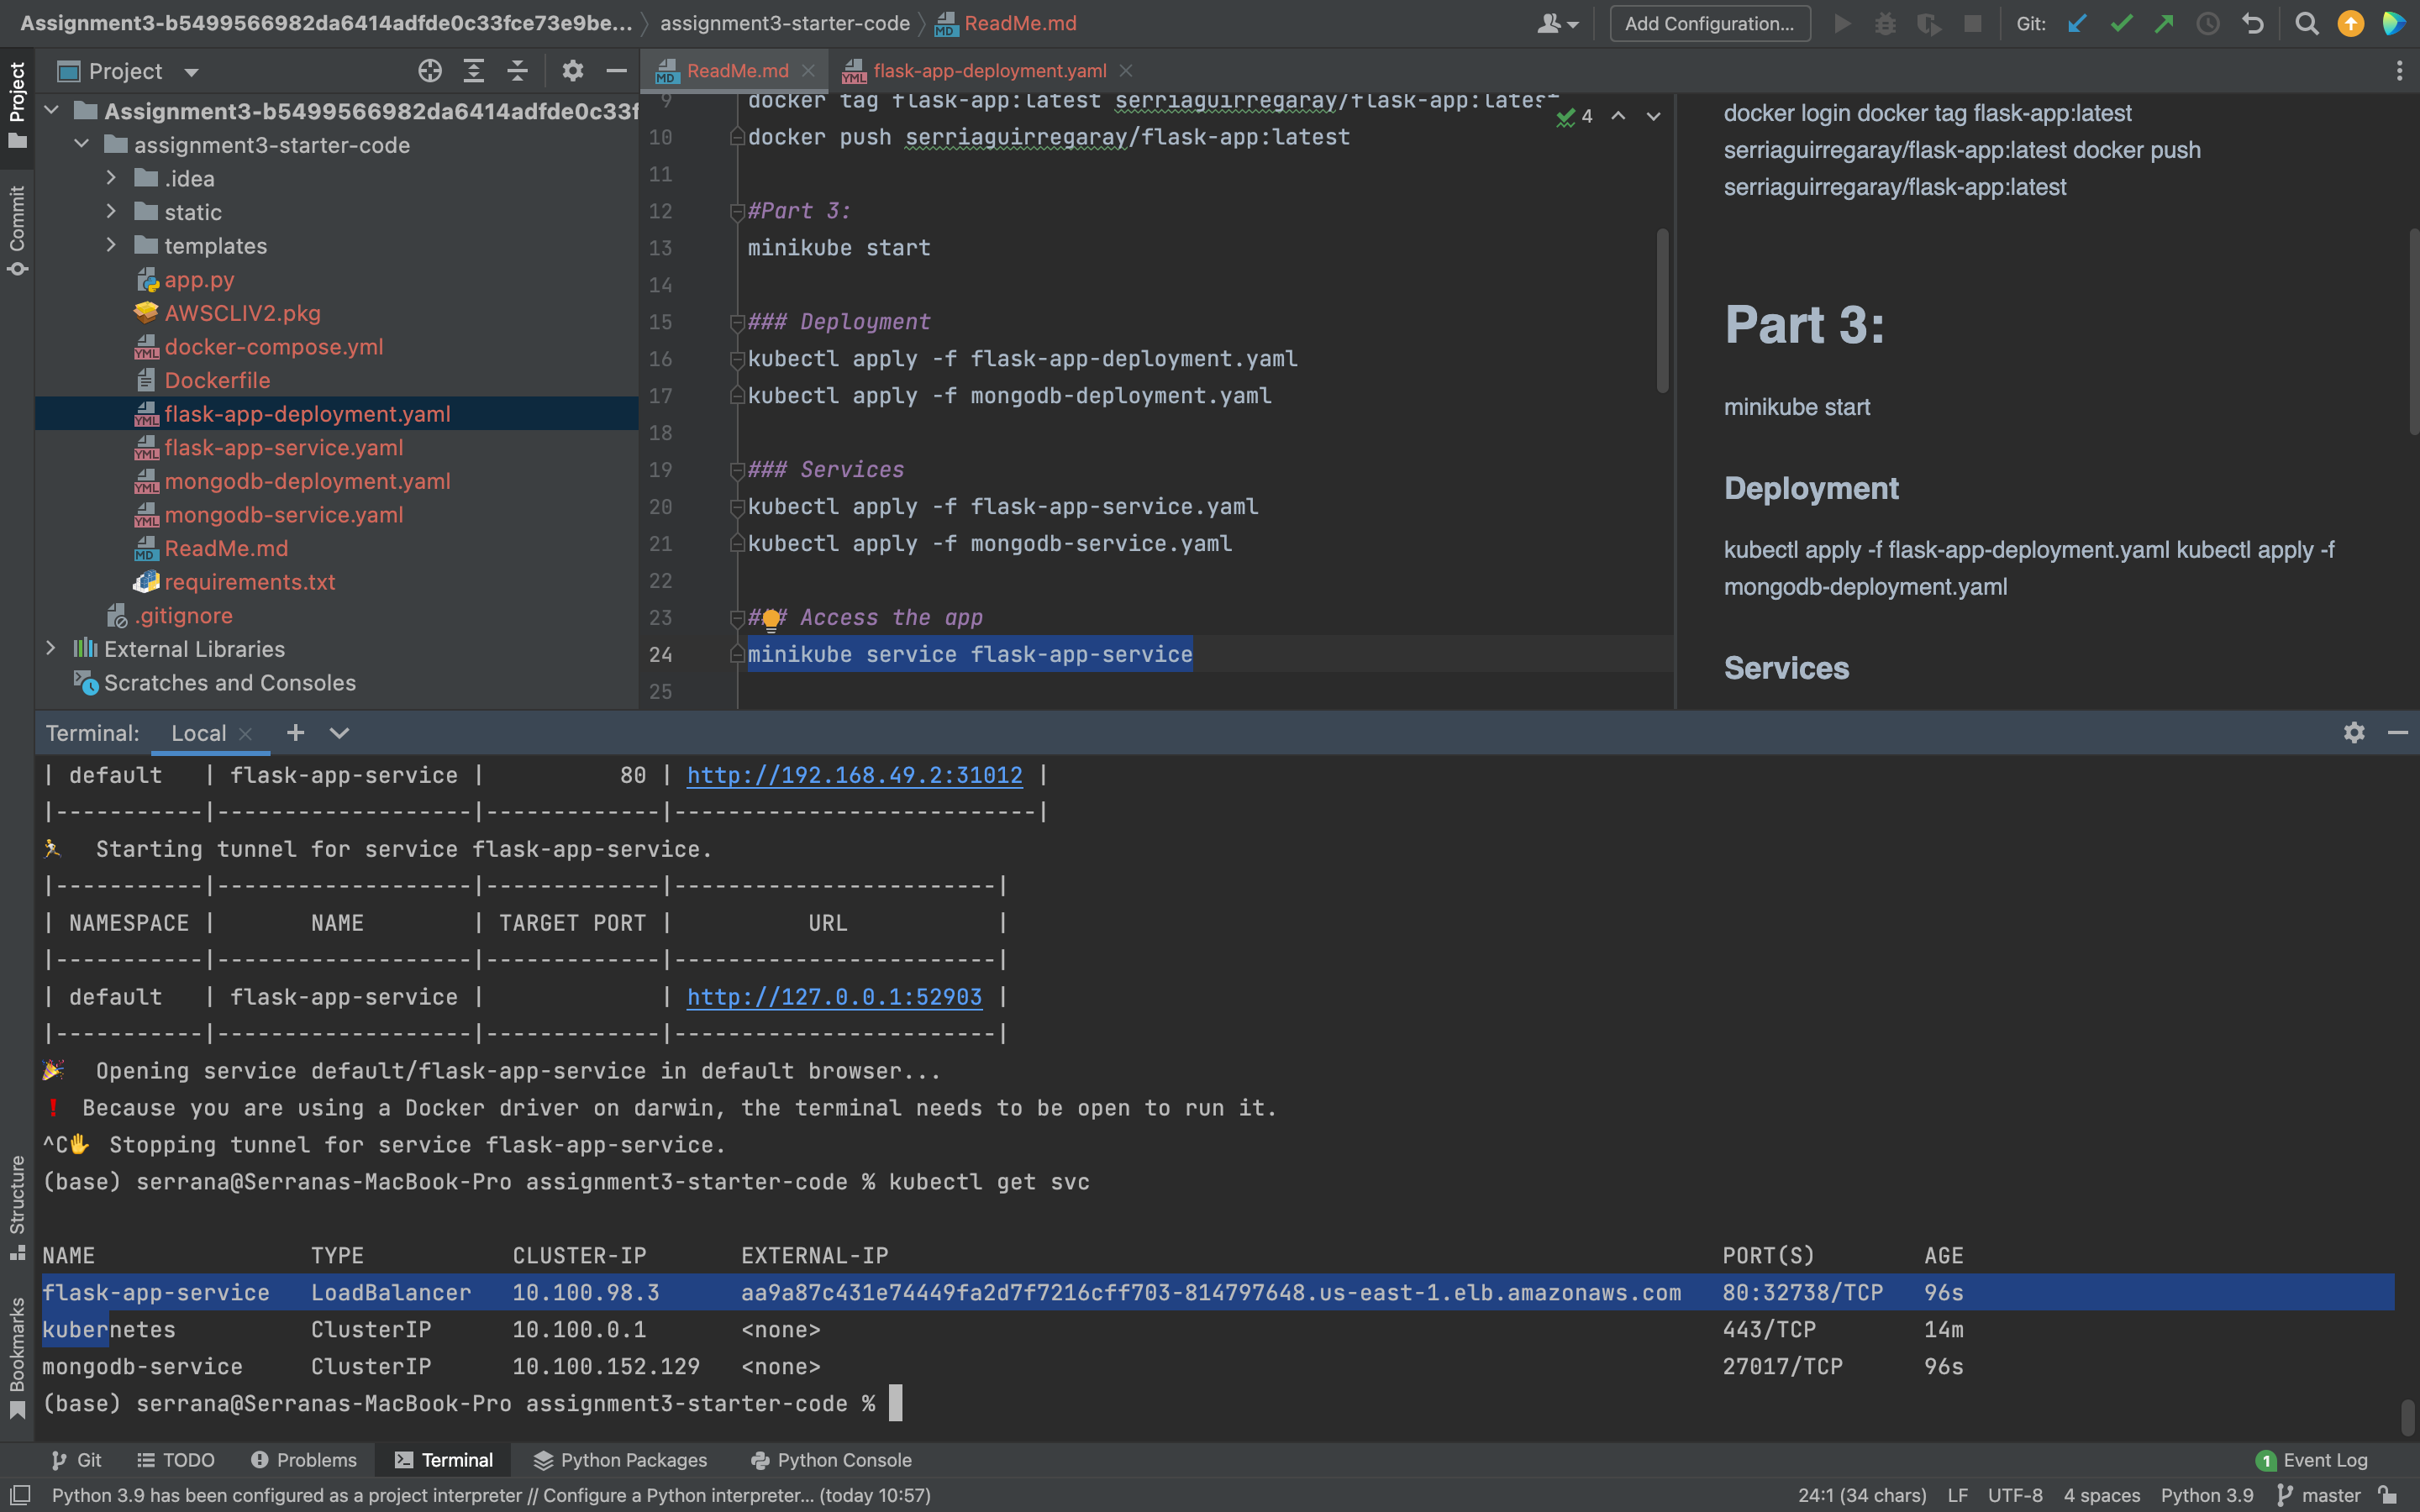 Assignment3-b5499566982da6414adfde0c33fce73e9be... assignment3-starter-code ReadMe.md Add Configuration... Git:
Project
ReadMe.md
flask-app-deployment.yaml
Project
Commit
Structure
Bookmarks
Assignment3-b5499566982da6414adfde0c33f
assignment3-starter-code
.idea
static
templates
app.py
AWSCLIV2.pkg
docker-compose.yml
Dockerfile
flask-app-deployment.yaml
flask-app-service.yaml
mongodb-deployment.yaml
mongodb-service.yaml
ReadMe.md
requirements.txt
.gitignore
External Libraries
Scratches and Consoles
9 docker tag flask-app:latest serriaguirregaray/flask-app:latest
4
10 docker push serriaguirregaray/flask-app:latest
11
12 #Part 3:
13 minikube start
14
15 ### Deployment
16 kubectl apply -f flask-app-deployment.yaml
17 kubectl apply -f mongodb-deployment.yaml
18
19 ### Services
20 kubectl apply -f flask-app-service.yaml
21 kubectl apply -f mongodb-service.yaml
22
23 ### Access the app
24 minikube service flask-app-service
25
docker login docker tag flask-app:latest
serriaguirregaray/flask-app:latest docker push
serriaguirregaray/flask-app:latest
Part 3:
minikube start
Deployment
kubectl apply -f flask-app-deployment.yaml kubectl apply -f
mongodb-deployment.yaml
Services
Terminal: Local
| default | flask-app-service | 80 | http://192.168.49.2:31012 |
|-----------|-------------------|-------------|---------------------------|
🏃 Starting tunnel for service flask-app-service.
|-----------|-------------------|-------------|------------------------|
| NAMESPACE | NAME | TARGET PORT | URL |
|-----------|-------------------|-------------|------------------------|
| default | flask-app-service | | http://127.0.0.1:52903 |
|-----------|-------------------|-------------|------------------------|
🎉 Opening service default/flask-app-service in default browser...
❗ Because you are using a Docker driver on darwin, the terminal needs to be open to run it.
^C✋ Stopping tunnel for service flask-app-service.
(base) serrana@Serranas-MacBook-Pro assignment3-starter-code % kubectl get svc
NAME TYPE CLUSTER-IP EXTERNAL-IP PORT(S) AGE
flask-app-service LoadBalancer 10.100.98.3 aa9a87c431e74449fa2d7f7216cff703-814797648.us-east-1.elb.amazonaws.com 80:32738/TCP 96s
kubernetes ClusterIP 10.100.0.1 <none> 443/TCP 14m
mongodb-service ClusterIP 10.100.152.129 <none> 27017/TCP 96s
(base) serrana@Serranas-MacBook-Pro assignment3-starter-code %
Git TODO Problems Terminal Python Packages Python Console 1 Event Log
Python 3.9 has been configured as a project interpreter // Configure a Python interpreter... (today 10:57) 24:1 (34 chars) LF UTF-8 4 spaces Python 3.9 master